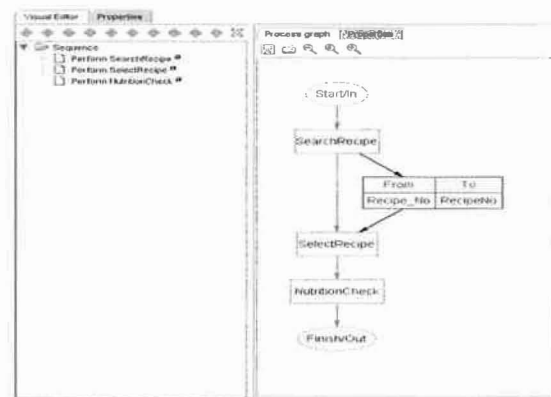 Visual Editor Properties
Sequence
Perform SearchRecipe
Perform SelectRecipe
Perform NutritionCheck
Process graph Properties
Start/In
SearchRecipe
From To
Recipe_No RecipeNo
SelectRecipe
NutritionCheck
Finish/Out